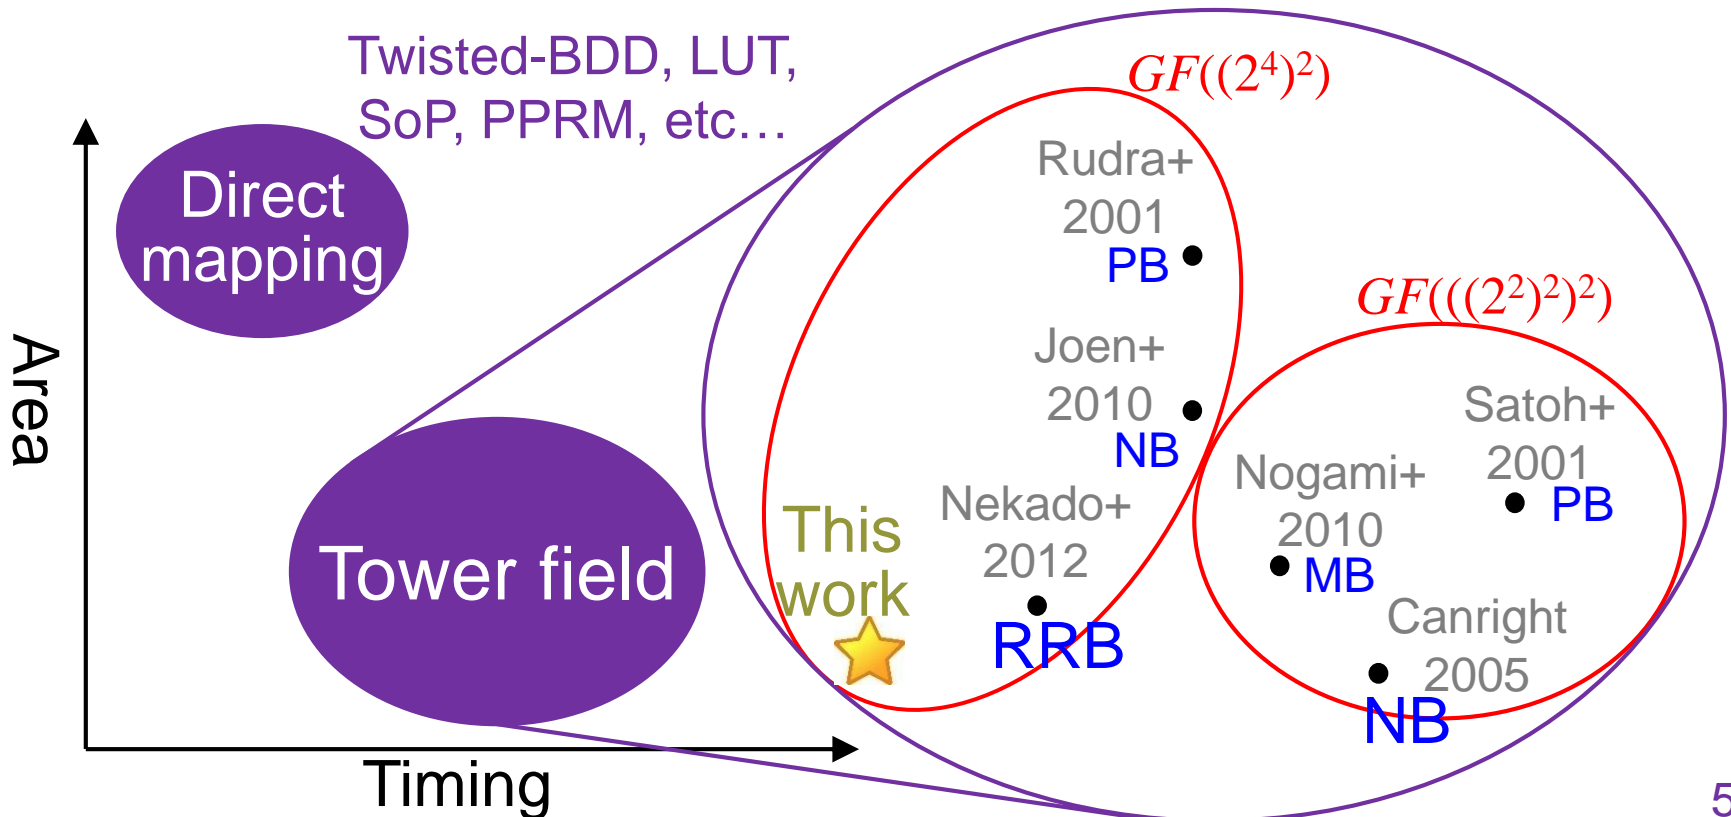 Twisted-BDD, LUT,
SoP, PPRM, etc…
Direct
mapping
Area
Tower field
Timing
GF((2⁴)²)
Rudra+
2001
PB
Joen+
2010
NB
Nekado+
2012
RRB
This
work
GF(((2²)²)²)
Satoh+
2001
PB
Nogami+
2010
MB
Canright
2005
NB
5